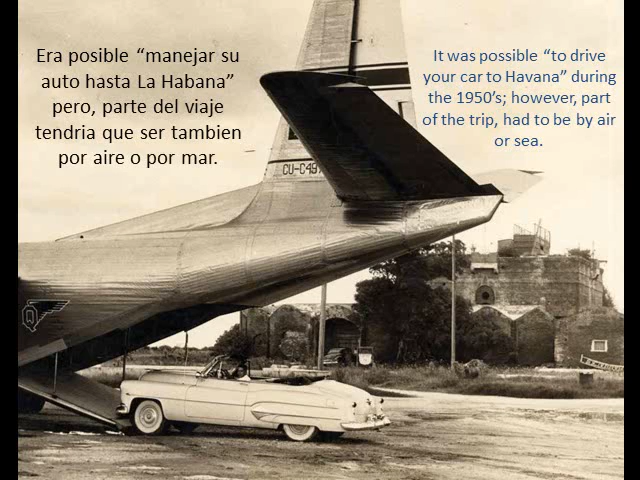 Era posible “manejar su
auto hasta La Habana”
pero, parte del viaje
tendria que ser tambien
por aire o por mar.
It was possible “to drive
your car to Havana” during
the 1950’s; however, part
of the trip, had to be by air
or sea.
CU-C497
Q